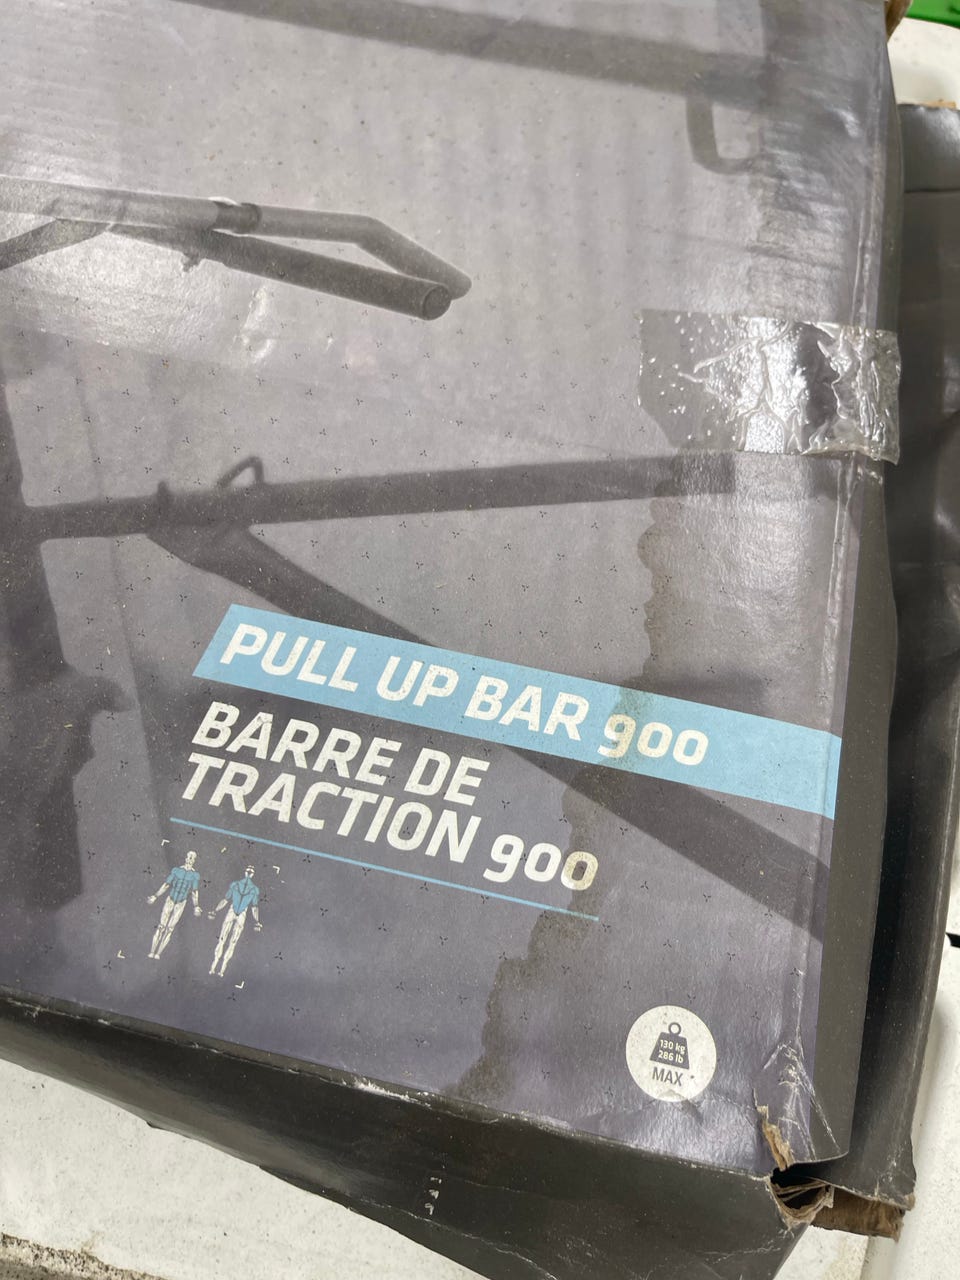 PULL UP BAR 900
BARRE DE
TRACTION 900
130 kg
286 lb
MAX